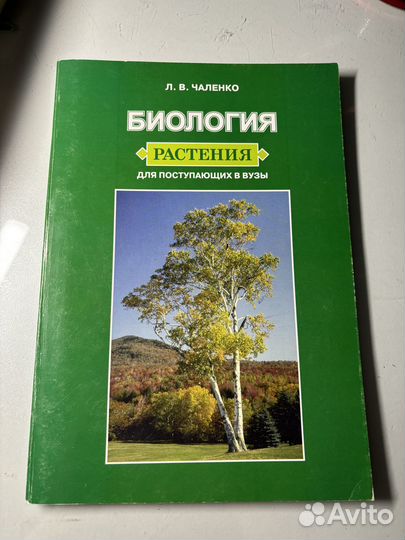 Л. В. ЧАЛЕНКО
БИОЛОГИЯ
РАСТЕНИЯ
ДЛЯ ПОСТУПАЮЩИХ В ВУЗЫ
Avito